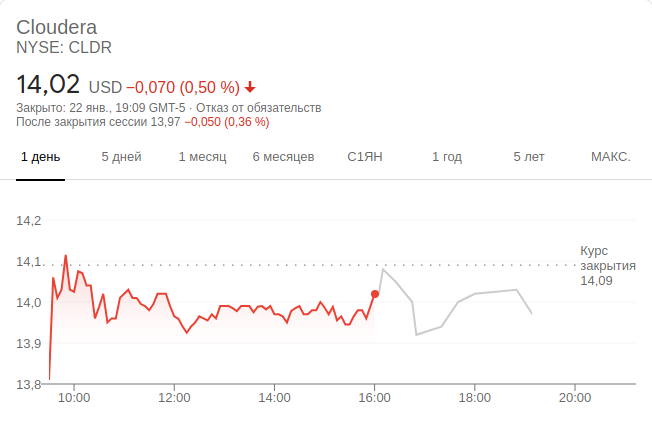 Cloudera
NYSE: CLDR
14,02 USD −0,070 (0,50 %)
Закрыто: 22 янв., 19:09 GMT-5 · Отказ от обязательств
После закрытия сессии 13,97 −0,050 (0,36 %)
1 день 5 дней 1 месяц 6 месяцев С1ЯН 1 год 5 лет МАКС.
14,2
14,1
14,0
13,9
13,8
Курс
закрытия
14,09
10:00 12:00 14:00 16:00 18:00 20:00